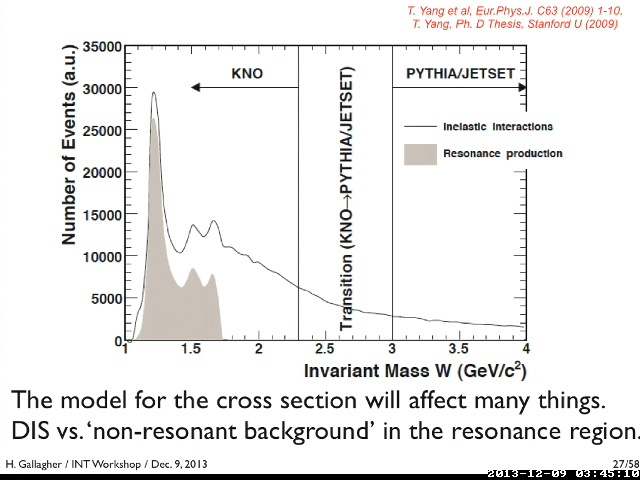 T. Yang et al, Eur.Phys.J. C63 (2009) 1-10.
T. Yang, Ph. D Thesis, Stanford U (2009)
Number of Events (a.u.)
35000
30000
25000
20000
15000
10000
5000
0
KNO
Transition (KNO→PYTHIA/JETSET)
PYTHIA/JETSET
Inelastic interactions
Resonance production
1 1.5 2 2.5 3 3.5 4
Invariant Mass W (GeV/c²)
The model for the cross section will affect many things.
DIS vs. ‘non-resonant background’ in the resonance region.
H. Gallagher / INT Workshop / Dec. 9, 2013
27/58
2013-12-09 03:45:10